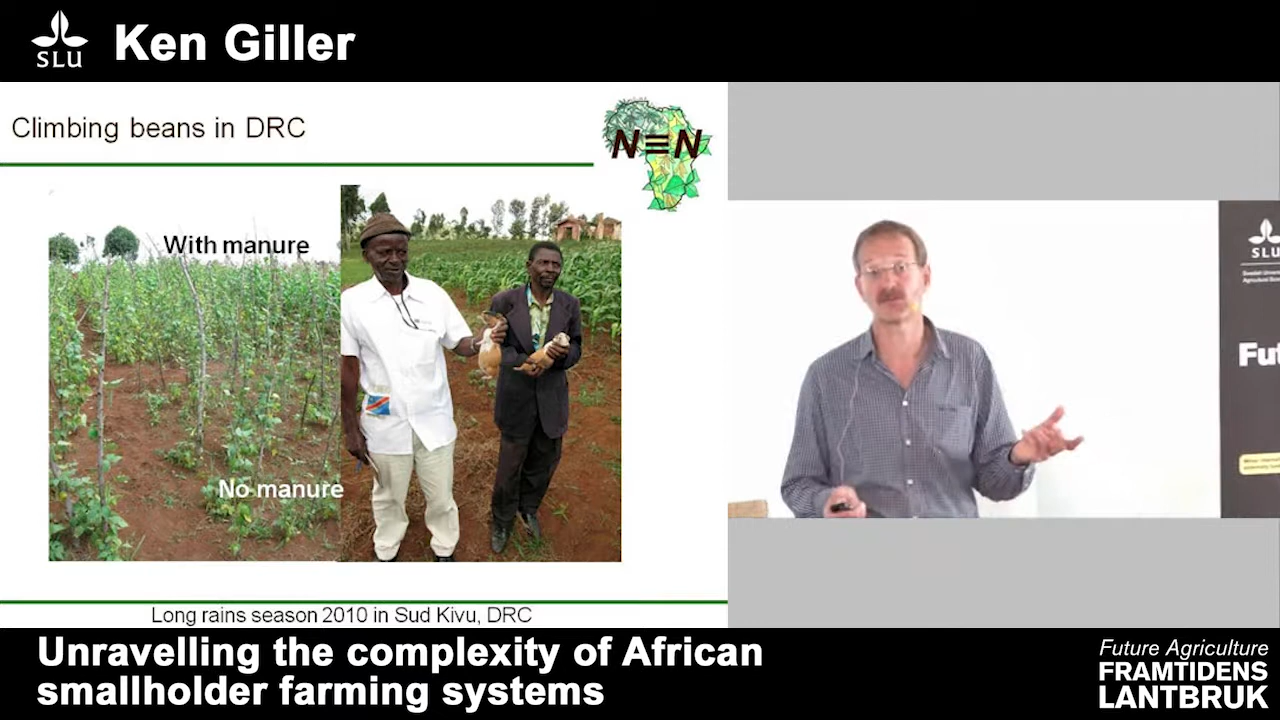 SLU
Ken Giller
Climbing beans in DRC
N≡N
With manure
No manure
Long rains season 2010 in Sud Kivu, DRC
SLU
Fut
Unravelling the complexity of African
smallholder farming systems
Future Agriculture
FRAMTIDENS
LANTBRUK